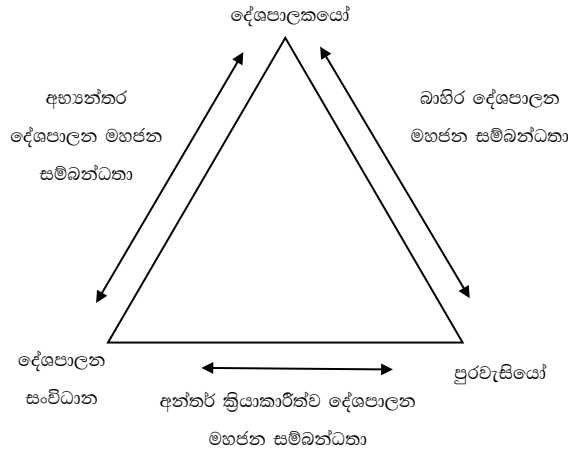 දේශපාලකයෝ
අභ්‍යන්තර
දේශපාලන මහජන
සම්බන්ධතා
බාහිර දේශපාලන
මහජන සම්බන්ධතා
දේශපාලන
සංවිධාන
අන්තර් ක්‍රියාකාරීත්ව දේශපාලන
මහජන සම්බන්ධතා
පුරවැසියෝ